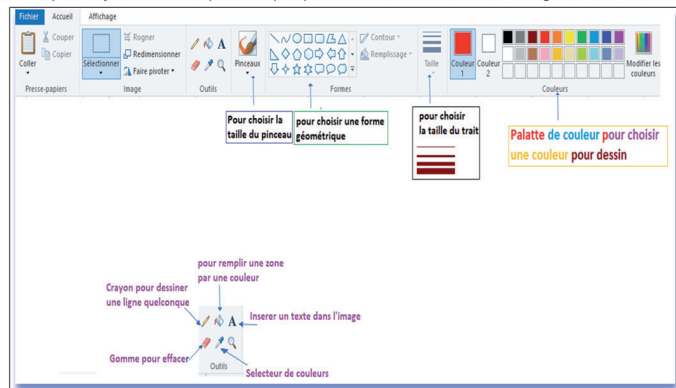 Fichier Accueil Affichage
Couper
Copier
Coller
Presse-papiers
Sélectionner
Rogner
Redimensionner
Faire pivoter
Image
A
Outils
Pinceaux
Contour
Remplissage
Formes
Taille
Couleur 1
Couleur 2
Modifier les couleurs
Couleurs
Pour choisir la
taille du pinceau
pour choisir une forme
géométrique
pour choisir
la taille du trait
Palatte de couleur pour choisir
une couleur pour dessin
pour remplir une zone
par une couleur
Crayon pour dessiner
une ligne quelconque
A
Inserer un texte dans l'image
Gomme pour effacer
Outils
Selecteur de couleurs